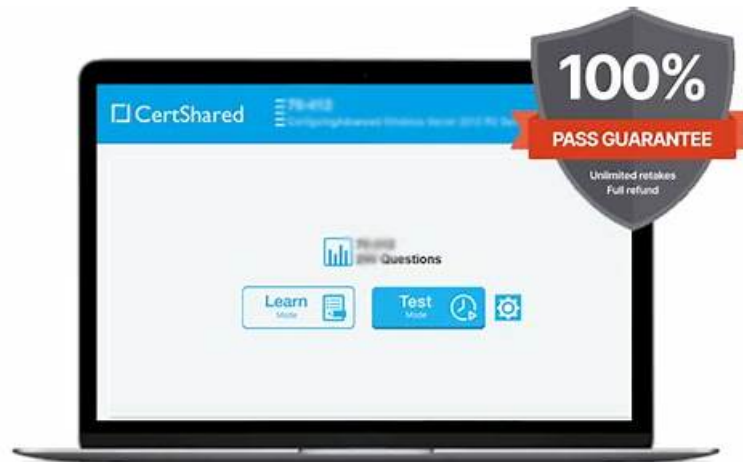 CertShared
100%
PASS GUARANTEE
Unlimited retakes
Full refund
Questions
Learn
Mode
Test
Mode